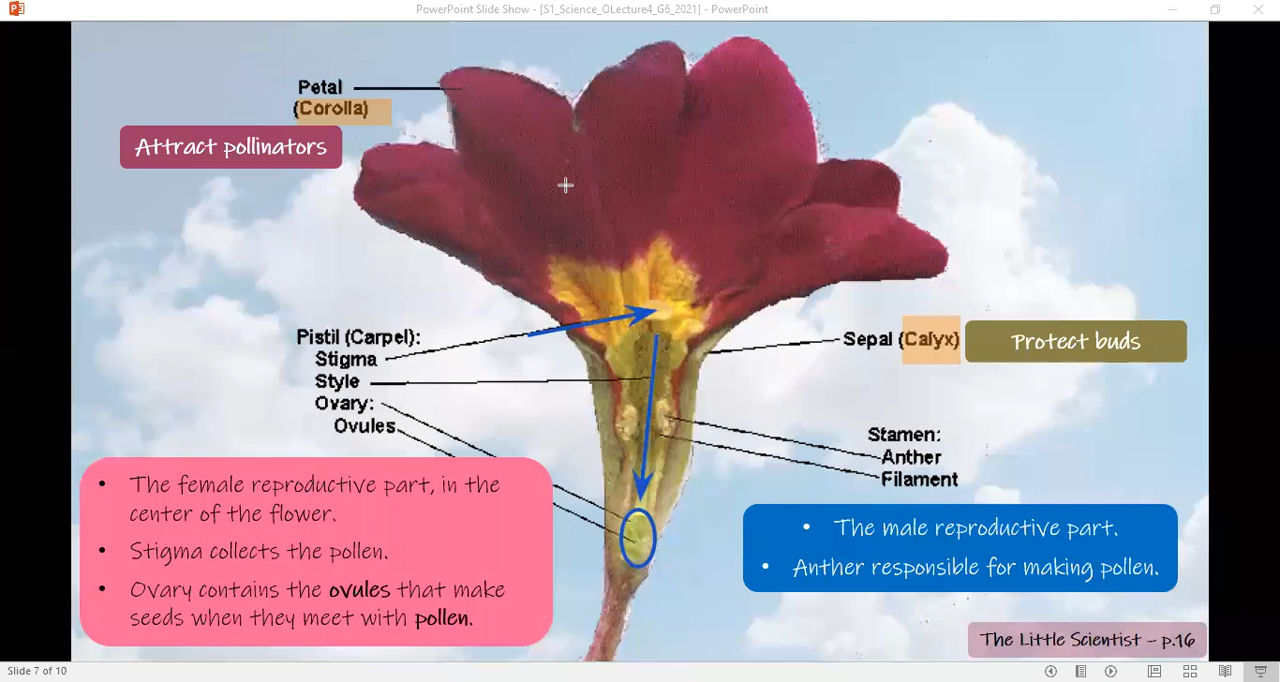 PowerPoint Slide Show - [S1_Science_OLecture4_G6_2021] - PowerPoint
Petal
(Corolla)
Attract pollinators
Pistil (Carpel):
Stigma
Style
Ovary:
Ovules
Sepal (Calyx)
Protect buds
Stamen:
Anther
Filament
• The female reproductive part, in the
center of the flower.
• Stigma collects the pollen.
• Ovary contains the ovules that make
seeds when they meet with pollen.
• The male reproductive part.
• Anther responsible for making pollen.
The Little Scientist – p.16
Slide 7 of 10